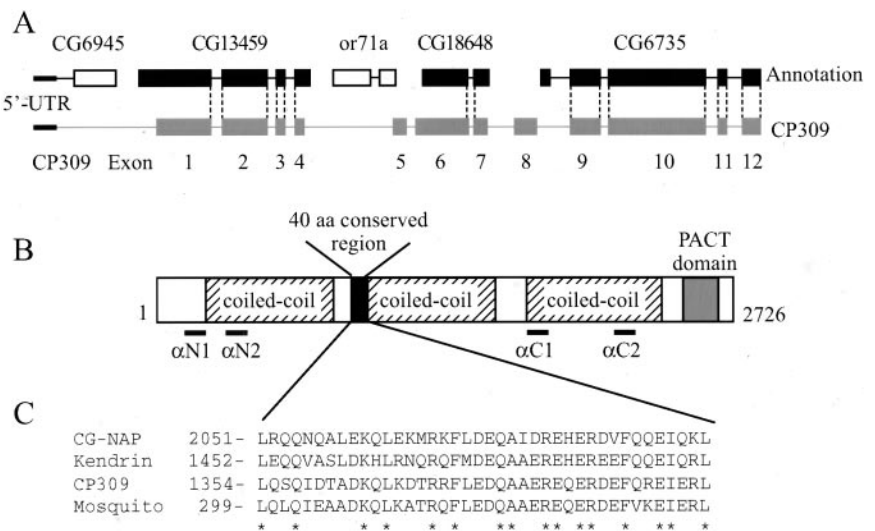 A
CG6945 CG13459 or71a CG18648 CG6735
Annotation
5'-UTR
CP309
CP309 Exon 1 2 3 4 5 6 7 8 9 10 11 12
40 aa conserved
region
B
PACT
domain
1 coiled-coil coiled-coil coiled-coil 2726
αN1 αN2 αC1 αC2
C
CG-NAP 2051- LRQQNQALEKQLEKMRKFLDEQAIDREHERDVFQQEIQKL
Kendrin 1452- LEQQVASLDKHLRNQRQFMDEQAAEREHEREEFQQEIQRL
CP309 1354- LQSQIDTADKQLKDTRRFLEDQAAEREQERDEFQREIERL
Mosquito 299- LQLQIEAADKQLKATRQFLEDQAAEREQERDEFVKEIERL
* * * * * * ** ** ** * ** *